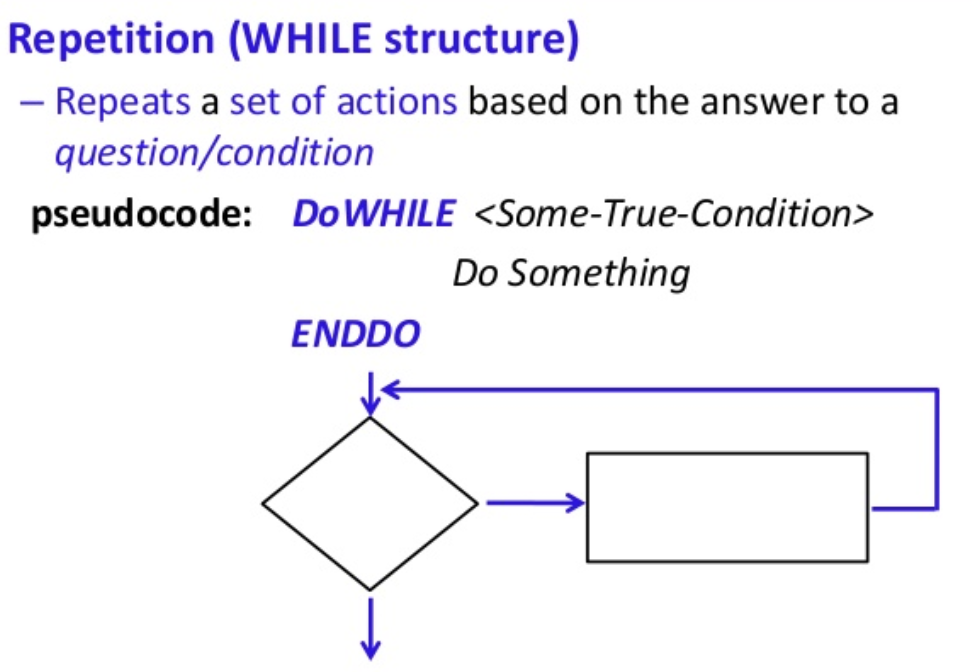 Repetition (WHILE structure)
– Repeats a set of actions based on the answer to a
question/condition
pseudocode: DoWHILE <Some-True-Condition>
Do Something
ENDDO